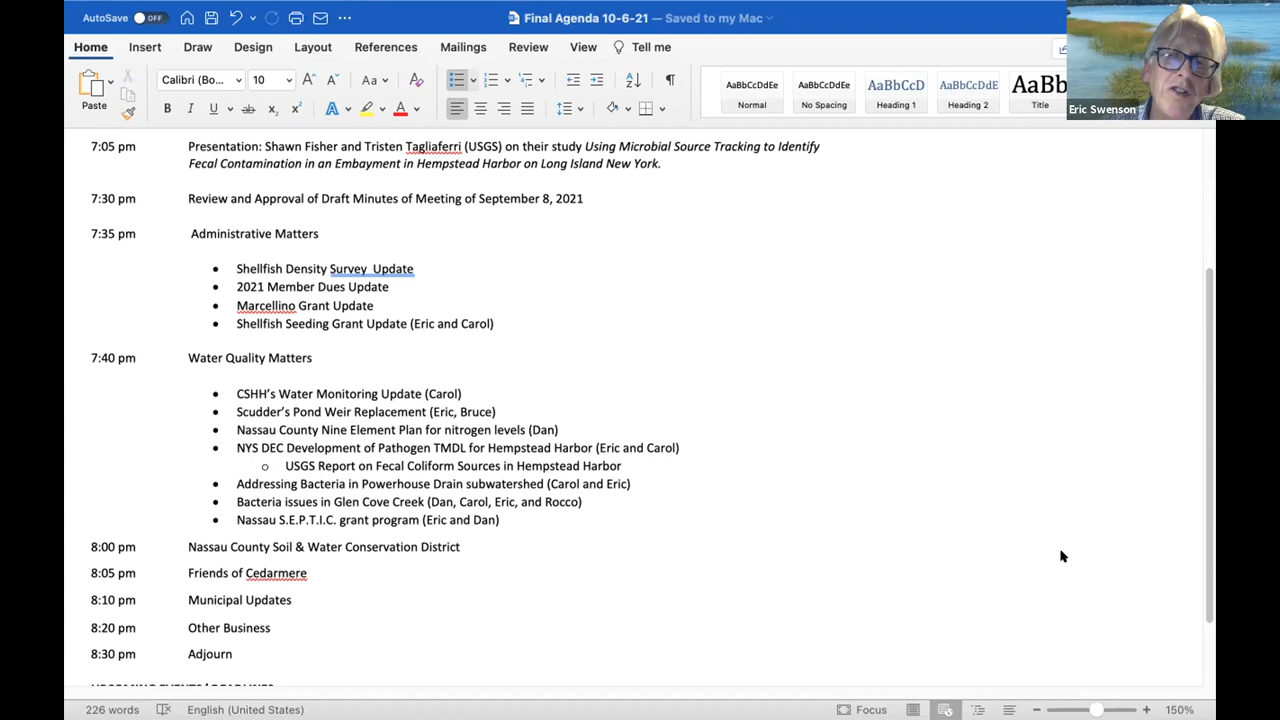 AutoSave OFF
Final Agenda 10-6-21 — Saved to my Mac
Home Insert Draw Design Layout References Mailings Review View Tell me
Paste
Calibri (Bo... 10
Aa
AaBbCcDdEe AaBbCcDdEe AaBbCcD AaBbCcDdE AaBb
Normal No Spacing Heading 1 Heading 2 Title
Eric Swenson
7:05 pm Presentation: Shawn Fisher and Tristen Tagliaferri (USGS) on their study Using Microbial Source Tracking to Identify
Fecal Contamination in an Embayment in Hempstead Harbor on Long Island New York.
7:30 pm Review and Approval of Draft Minutes of Meeting of September 8, 2021
7:35 pm Administrative Matters
• Shellfish Density Survey Update
• 2021 Member Dues Update
• Marcellino Grant Update
• Shellfish Seeding Grant Update (Eric and Carol)
7:40 pm Water Quality Matters
• CSHH's Water Monitoring Update (Carol)
• Scudder's Pond Weir Replacement (Eric, Bruce)
• Nassau County Nine Element Plan for nitrogen levels (Dan)
• NYS DEC Development of Pathogen TMDL for Hempstead Harbor (Eric and Carol)
o USGS Report on Fecal Coliform Sources in Hempstead Harbor
• Addressing Bacteria in Powerhouse Drain subwatershed (Carol and Eric)
• Bacteria issues in Glen Cove Creek (Dan, Carol, Eric, and Rocco)
• Nassau S.E.P.T.I.C. grant program (Eric and Dan)
8:00 pm Nassau County Soil & Water Conservation District
8:05 pm Friends of Cedarmere
8:10 pm Municipal Updates
8:20 pm Other Business
8:30 pm Adjourn
226 words English (United States) Focus 150%